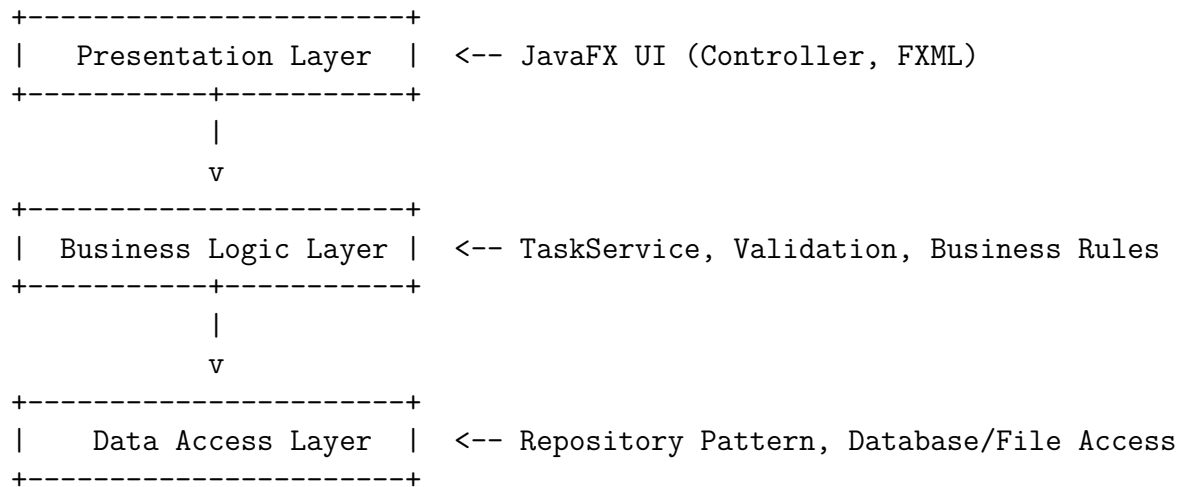 Presentation Layer <-- JavaFX UI (Controller, FXML)
Business Logic Layer <-- TaskService, Validation, Business Rules
Data Access Layer <-- Repository Pattern, Database/File Access